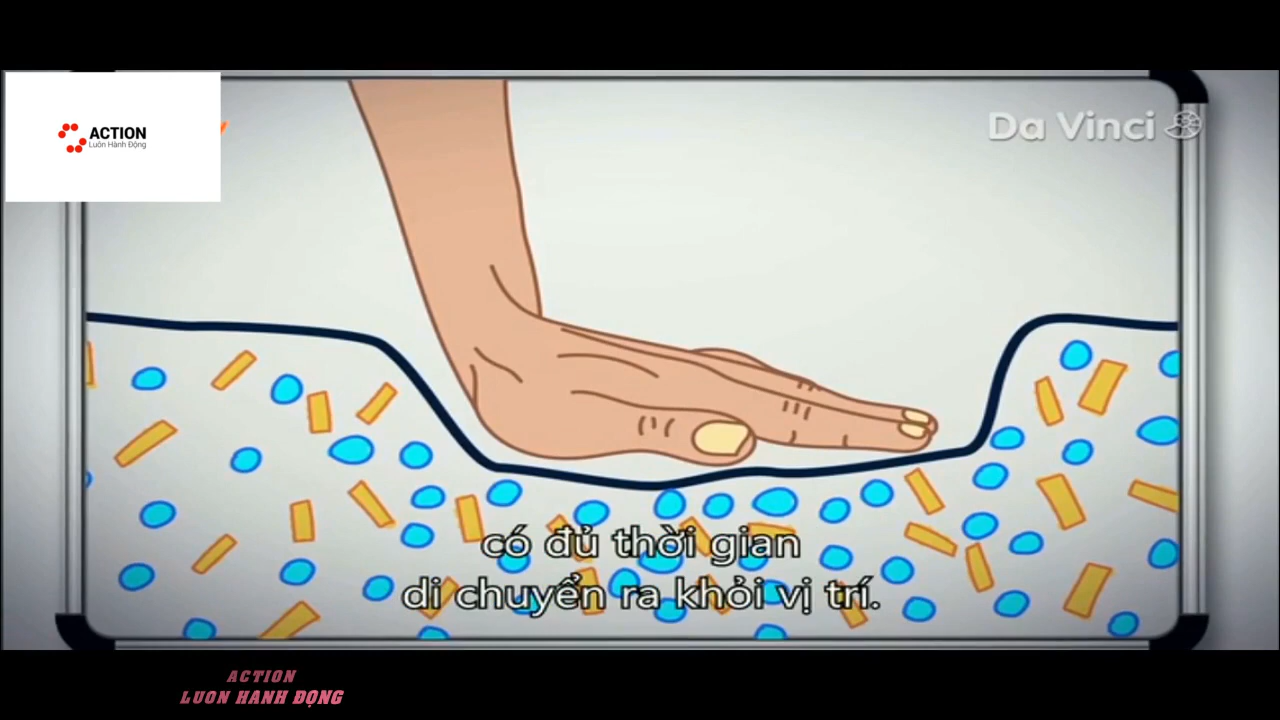 ACTION
Luôn Hành Động
Da Vinci
có đủ thời gian
di chuyển ra khỏi vị trí.
ACTION
LUON HANH ĐỘNG